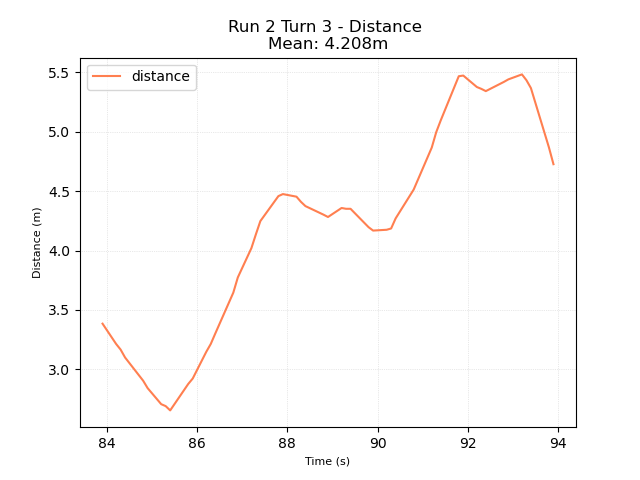 Run 2 Turn 3 - Distance
Mean: 4.208m
distance
5.5
5.0
4.5
4.0
3.5
3.0
Distance (m)
84 86 88 90 92 94
Time (s)